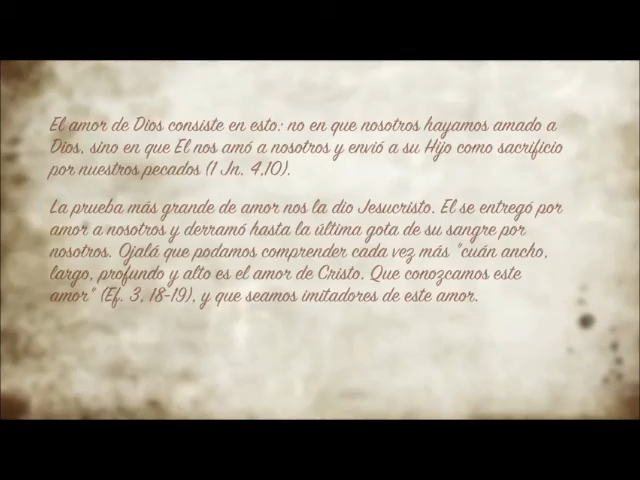 El amor de Dios consiste en esto: no en que nosotros hayamos amado a
Dios, sino en que El nos amó a nosotros y envió a su Hijo como sacrificio
por nuestros pecados (1 Jn. 4,10).
La prueba más grande de amor nos la dio Jesucristo. El se entregó por
amor a nosotros y derramó hasta la última gota de su sangre por
nosotros. Ojalá que podamos comprender cada vez más "cuán ancho,
largo, profundo y alto es el amor de Cristo. Que conozcamos este
amor" (Ef. 3, 18-19), y que seamos imitadores de este amor.